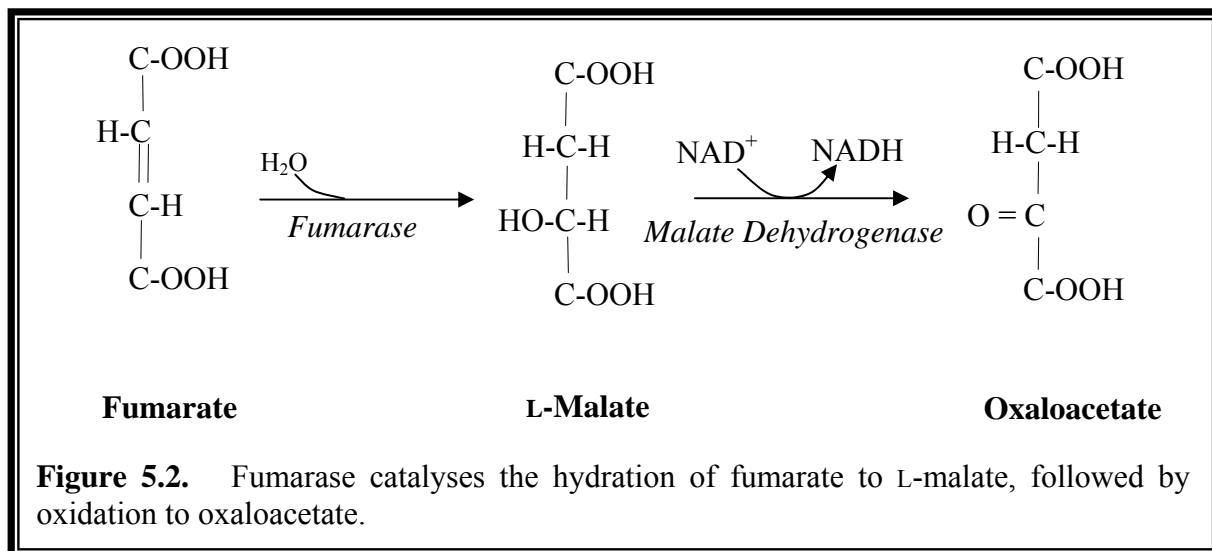 C-OOH
H-C
C-H
C-OOH
H₂O
Fumarase
C-OOH
H-C-H
HO-C-H
C-OOH
NAD⁺ NADH
Malate Dehydrogenase
C-OOH
H-C-H
O = C
C-OOH
Fumarate L-Malate Oxaloacetate
Figure 5.2. Fumarase catalyses the hydration of fumarate to L-malate, followed by
oxidation to oxaloacetate.